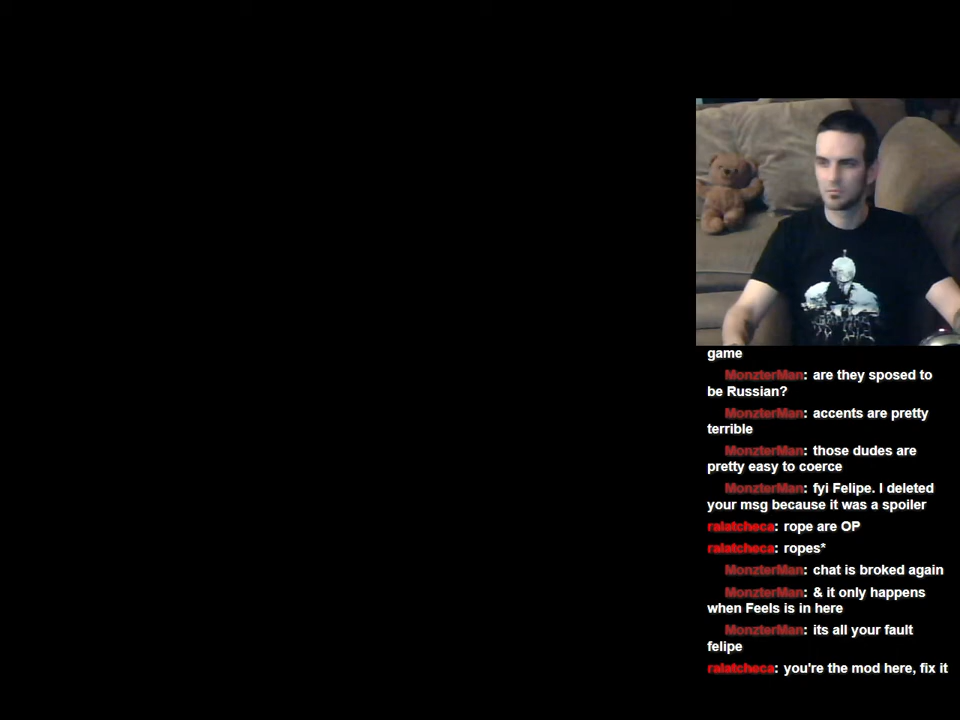 game
MonzterMan: are they sposed to
be Russian?
MonzterMan: accents are pretty
terrible
MonzterMan: those dudes are
pretty easy to coerce
MonzterMan: fyi Felipe. I deleted
your msg because it was a spoiler
ralatcheca: rope are OP
ralatcheca: ropes*
MonzterMan: chat is broked again
MonzterMan: & it only happens
when Feels is in here
MonzterMan: its all your fault
felipe
ralatcheca: you're the mod here, fix it